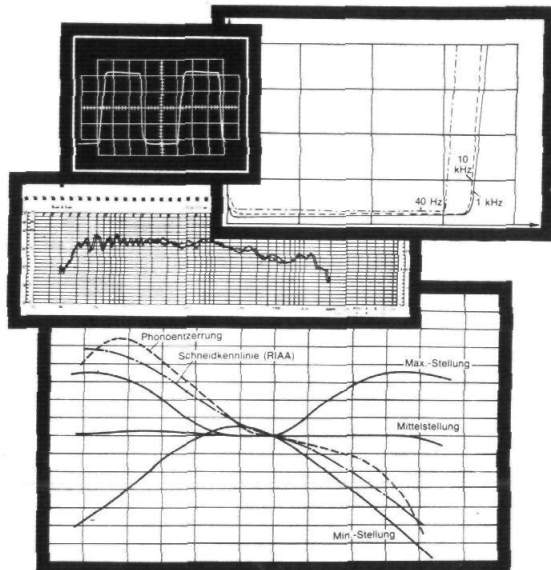 10
kHz
40 Hz
1 kHz
Phonoentzerrung
Schneidkennlinie (RIAA)
Max.-Stellung
Mittelstellung
Min.-Stellung